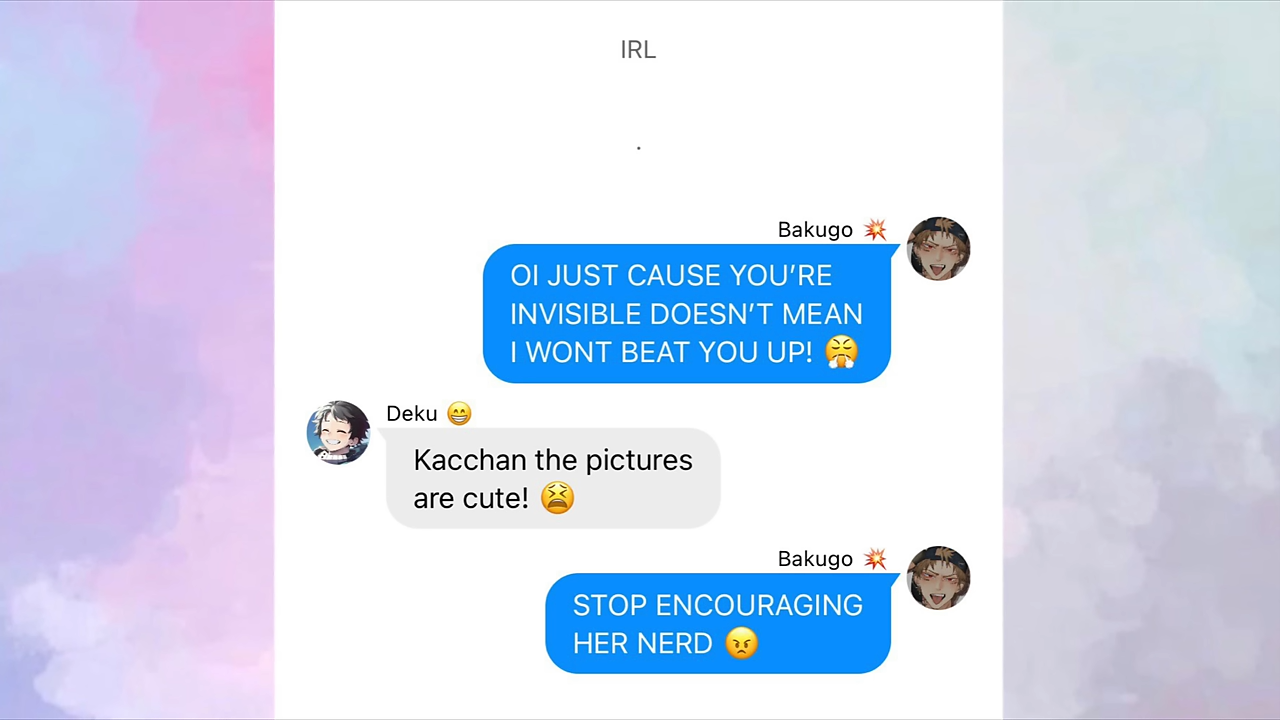 IRL
.
Bakugo 💥
OI JUST CAUSE YOU’RE
INVISIBLE DOESN’T MEAN
I WONT BEAT YOU UP! 😤
Deku 😁
Kacchan the pictures
are cute! 😫
Bakugo 💥
STOP ENCOURAGING
HER NERD 😠